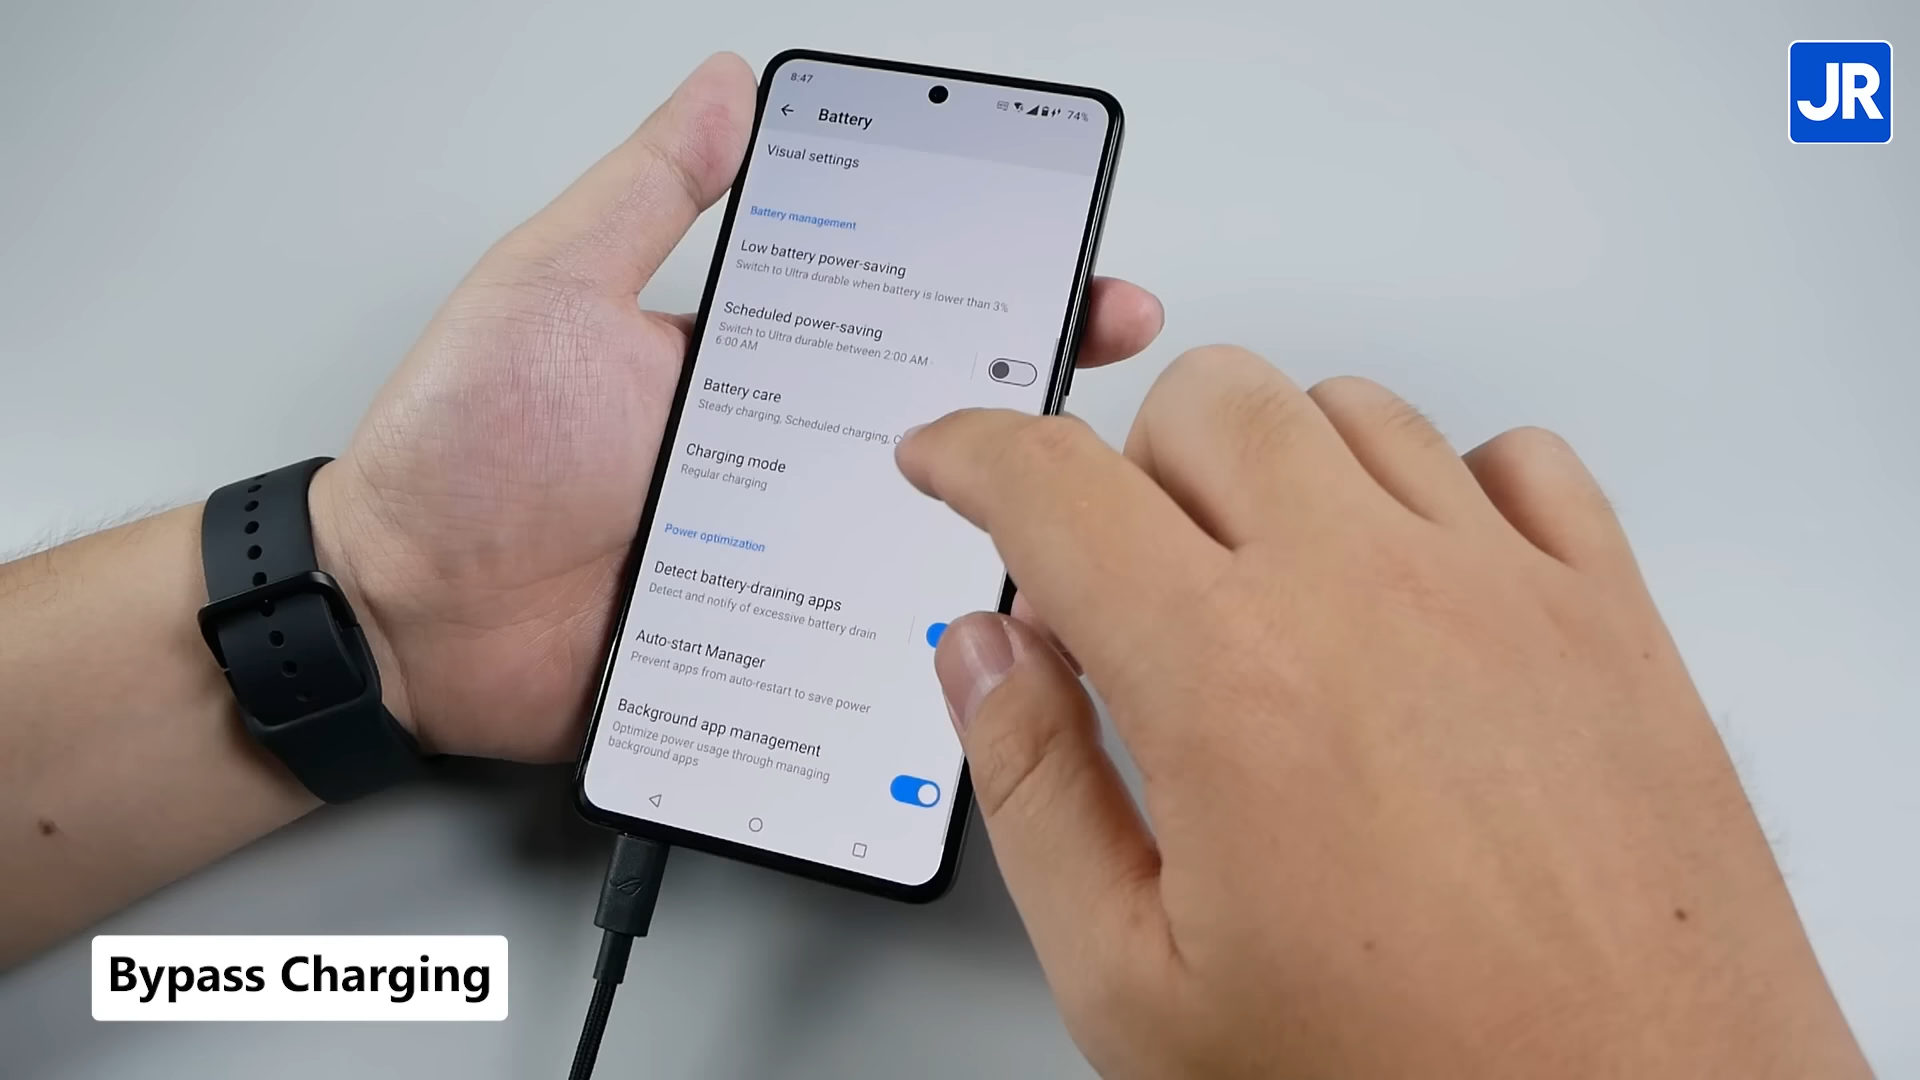 8:47
74%
JR
Battery
Visual settings
Battery management
Low battery power-saving
Switch to Ultra durable when battery is lower than 3%
Scheduled power-saving
Switch to Ultra durable between 2:00 AM -
6:00 AM
Battery care
Steady charging, Scheduled charging, C
Charging mode
Regular charging
Power optimization
Detect battery-draining apps
Detect and notify of excessive battery drain
Auto-start Manager
Prevent apps from auto-restart to save power
Background app management
Optimize power usage through managing
background apps
Bypass Charging